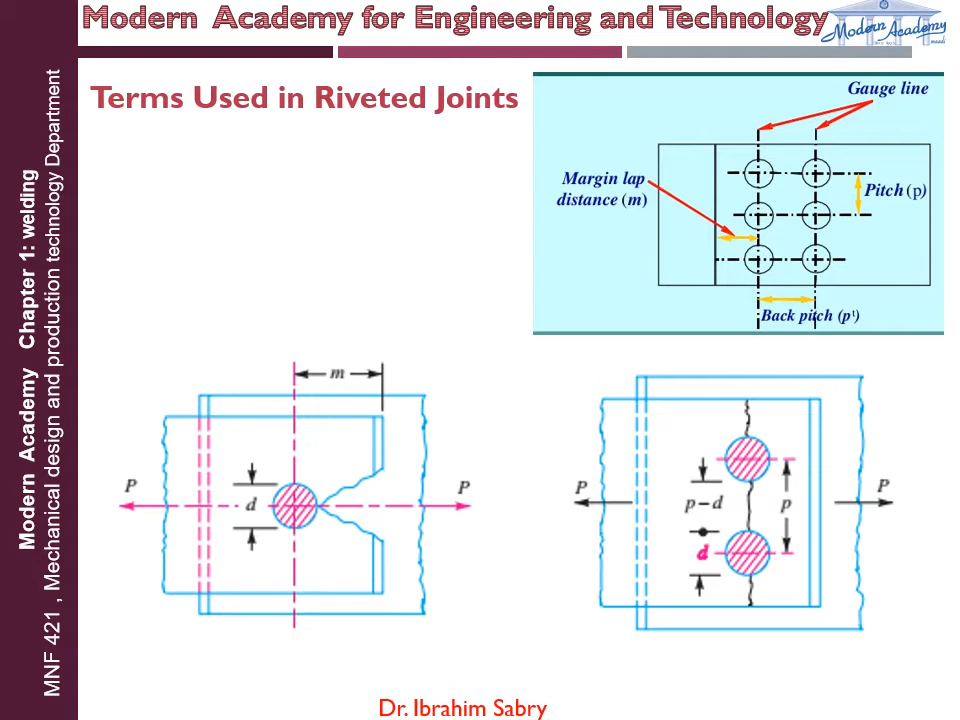 Modern Academy for Engineering and Technology
Modern Academy
maadi
Modern Academy Chapter 1: welding
MNF 421 , Mechanical design and production technology Department
Terms Used in Riveted Joints
Gauge line
Margin lap
distance (m)
Pitch (p)
Back pitch (p¹)
m
P
P
d
P
P
p – d
p
d
Dr. Ibrahim Sabry